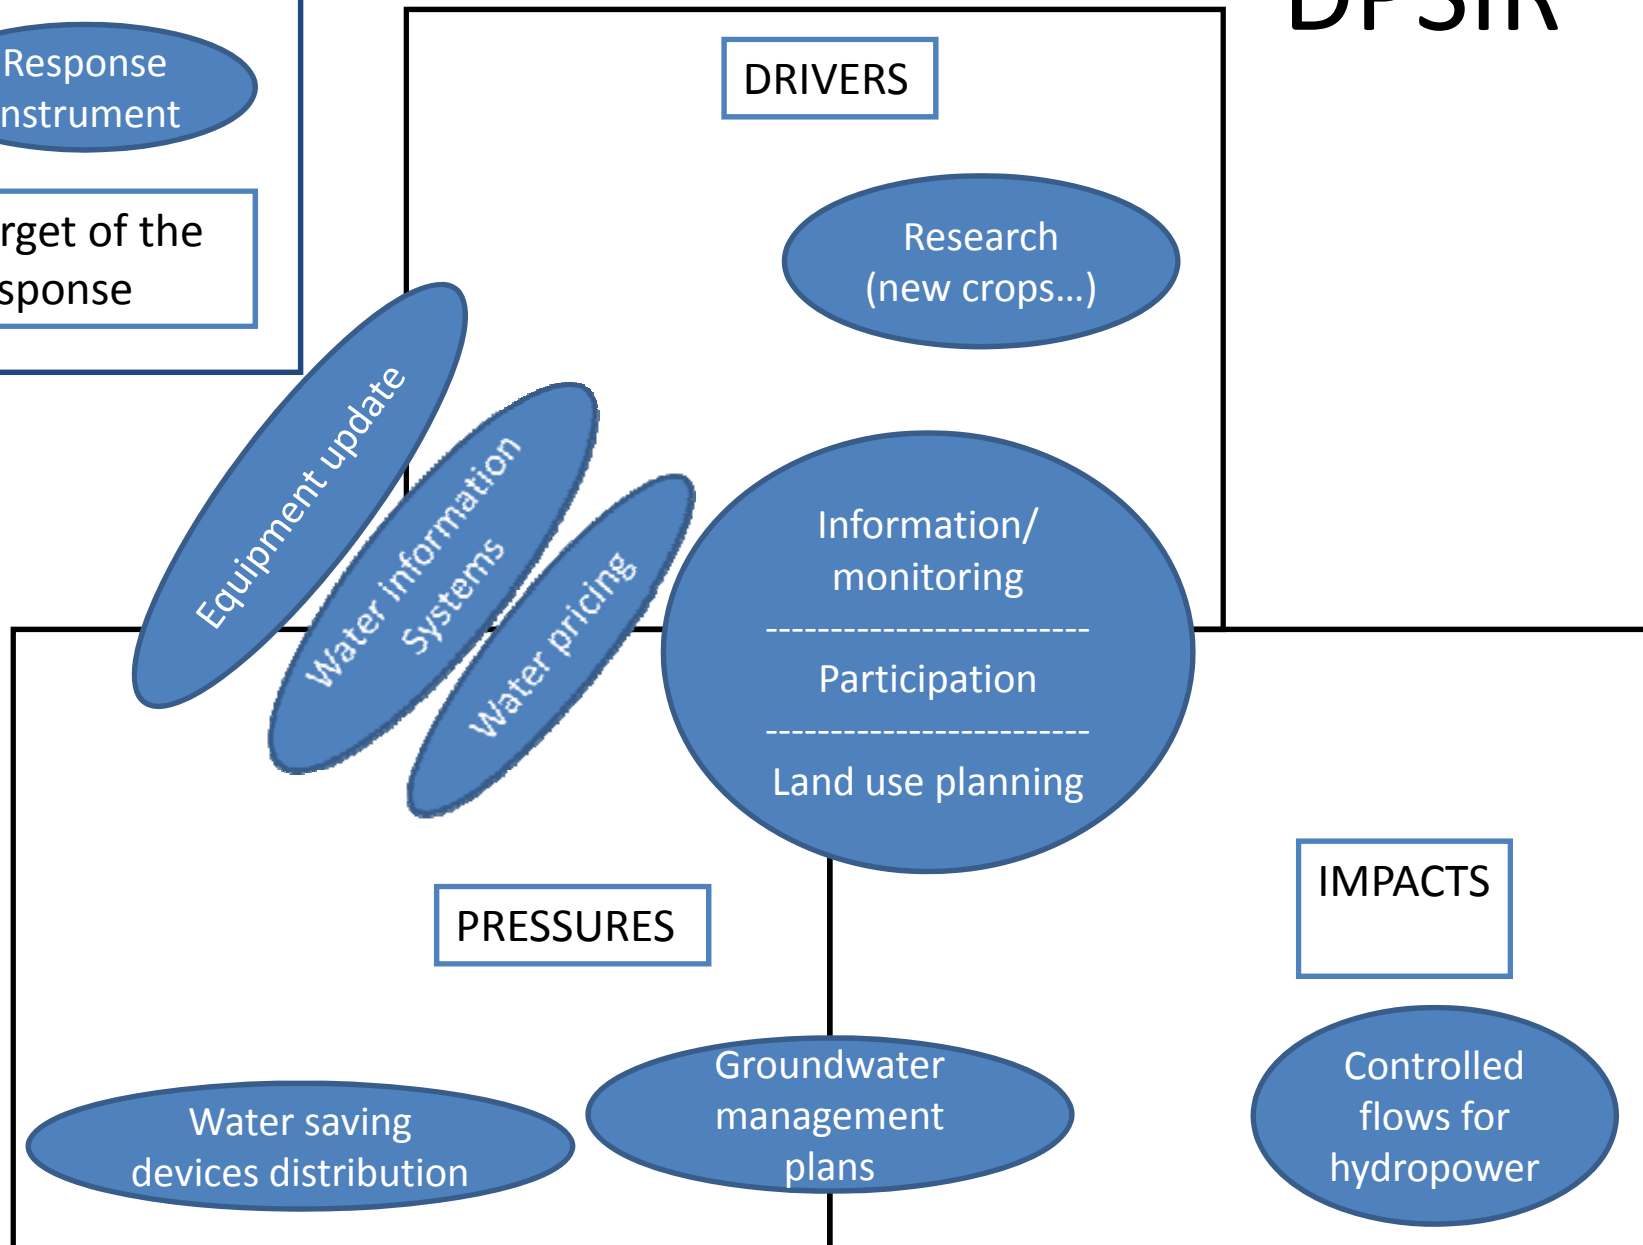 DPSIR
Response
nstrument
rget of the
sponse
DRIVERS
Research
(new crops...)
Equipment update
Water information
Systems
Water pricing
Information/
monitoring
-------------------------
Participation
-------------------------
Land use planning
PRESSURES
IMPACTS
Water saving
devices distribution
Groundwater
management
plans
Controlled
flows for
hydropower